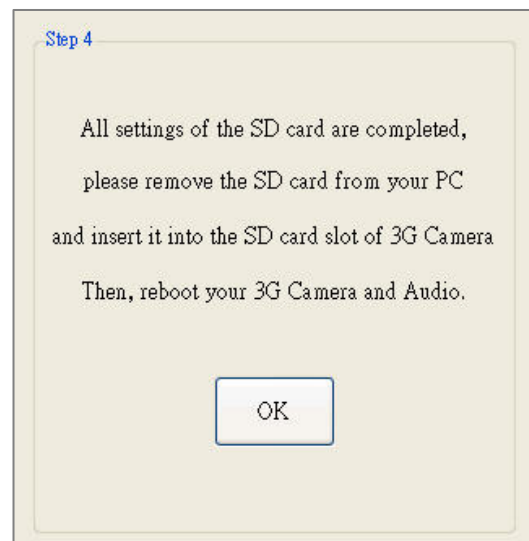 Step 4
All settings of the SD card are completed,
please remove the SD card from your PC
and insert it into the SD card slot of 3G Camera
Then, reboot your 3G Camera and Audio.
OK